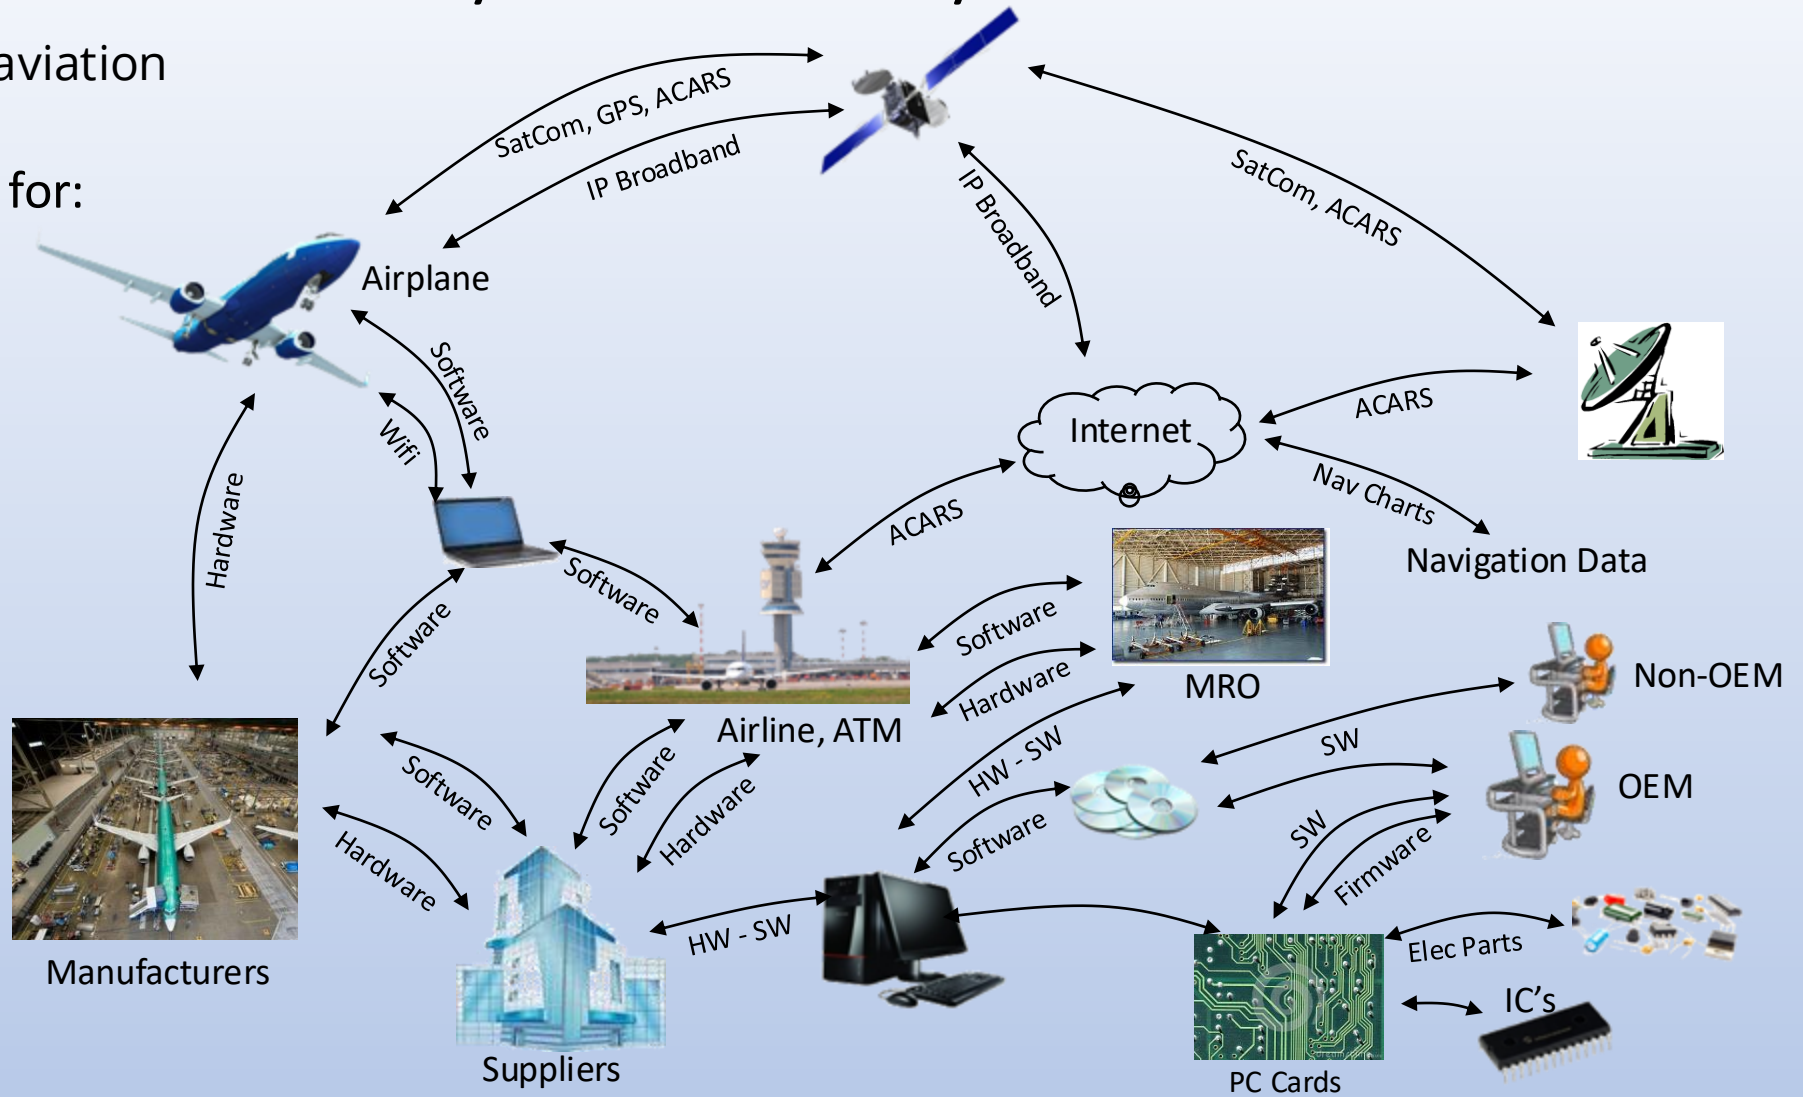 aviation
for:
SatCom, GPS, ACARS
IP Broadband
IP Broadband
SatCom, ACARS
Airplane
Software
Wifi
Hardware
Internet
ACARS
Nav Charts
ACARS
Navigation Data
Software
Software
Software
Hardware
MRO
Non-OEM
Airline, ATM
Software
Hardware
Software
Hardware
HW - SW
Software
SW
OEM
SW
Firmware
HW - SW
Elec Parts
IC's
Manufacturers
Suppliers
PC Cards